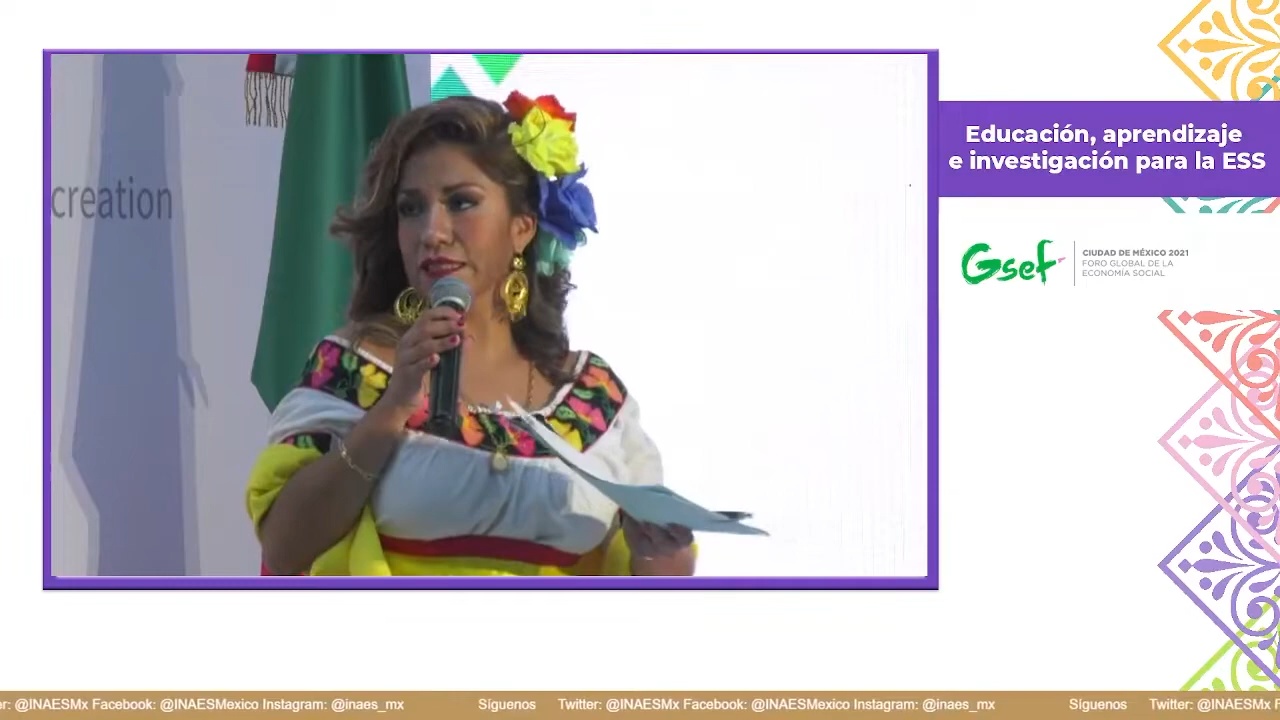 creation
Educación, aprendizaje
e investigación para la ESS
Gsef
CIUDAD DE MÉXICO 2021
FORO GLOBAL DE LA
ECONOMÍA SOCIAL
er: @INAESMx Facebook: @INAESMexico Instagram: @inaes_mx Síguenos Twitter: @INAESMx Facebook: @INAESMexico Instagram: @inaes_mx Síguenos Twitter: @INAESMx F